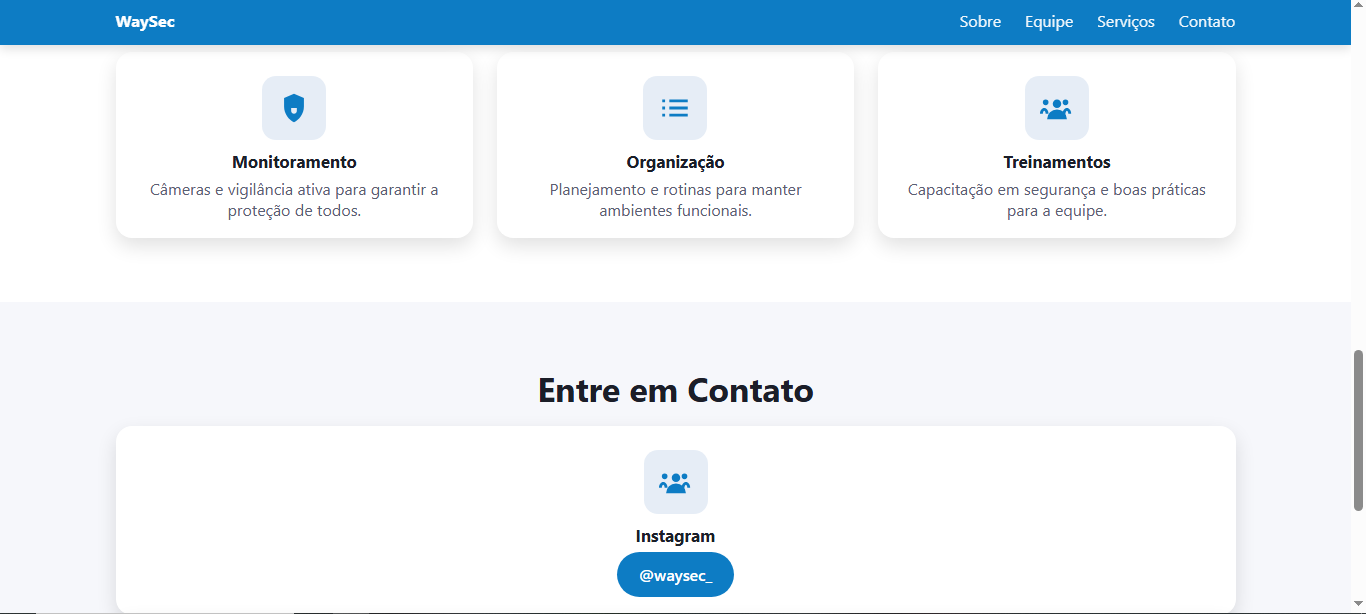 WaySec
Sobre Equipe Serviços Contato
Monitoramento
Câmeras e vigilância ativa para garantir a
proteção de todos.
Organização
Planejamento e rotinas para manter
ambientes funcionais.
Treinamentos
Capacitação em segurança e boas práticas
para a equipe.
Entre em Contato
Instagram
@waysec_